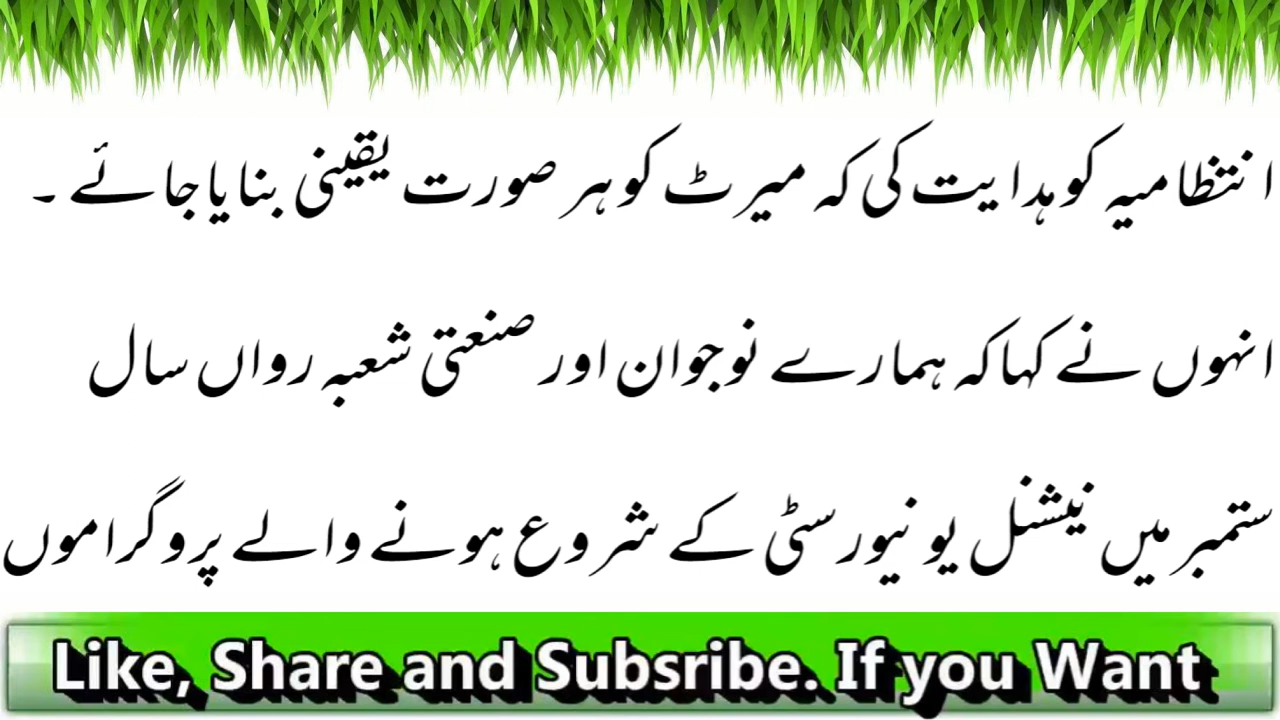 انتظامیہ کو ہدایت کی کہ میرٹ کو ہر صورت یقینی بنایا جائے ۔
انہوں نے کہا کہ ہمارے نوجوان اور صنعتی شعبہ رواں سال
ستمبر میں نیشنل یونیورسٹی کے شروع ہونے والے پروگراموں
Like, Share and Subsribe. If you Want